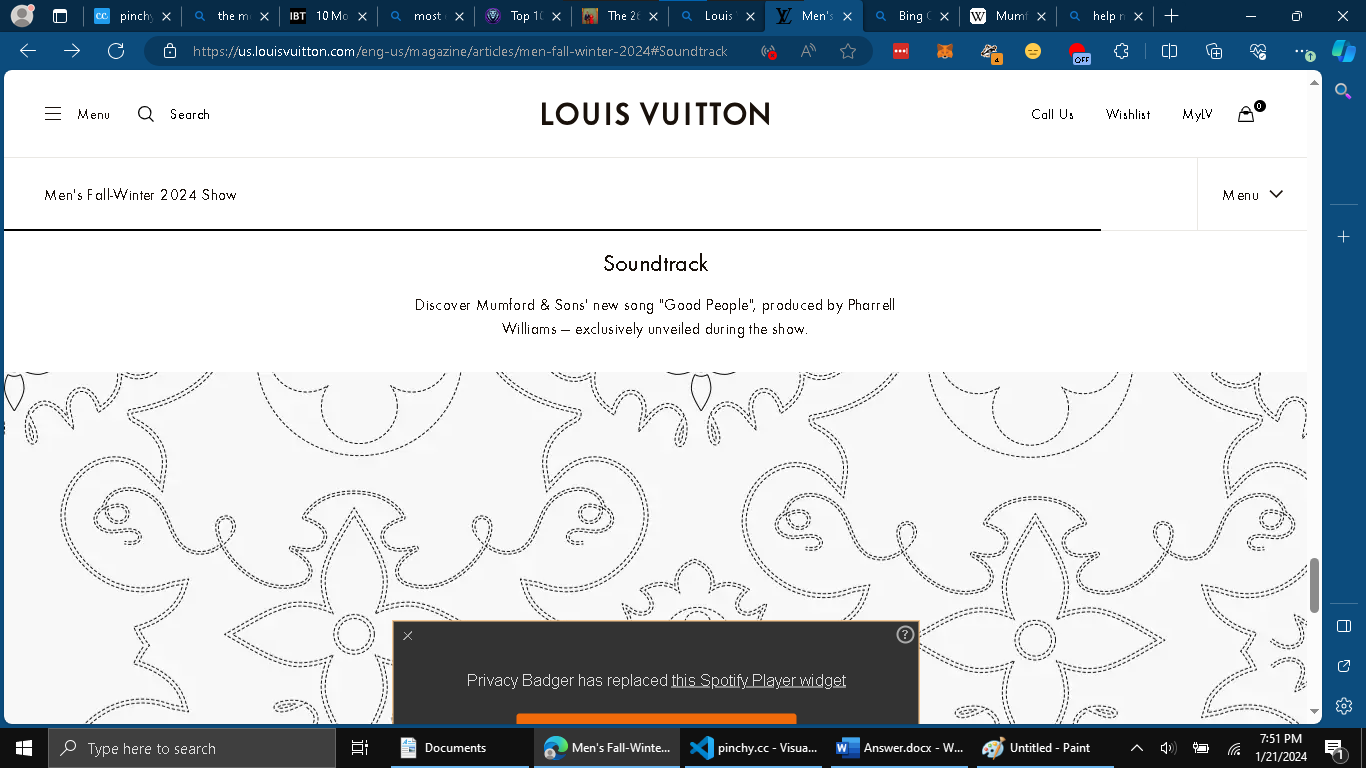 pinchy
the m
IBT 10 Mo
most
Top 10
The 26
Louis
Men's
Bing
W Mumf
help n
https://us.louisvuitton.com/eng-us/magazine/articles/men-fall-winter-2024#Soundtrack
OFF
Menu
Search
LOUIS VUITTON
Call Us
Wishlist
MyLV
0
Men's Fall-Winter 2024 Show
Menu
Soundtrack
Discover Mumford & Sons' new song "Good People", produced by Pharrell
Williams – exclusively unveiled during the show.
Privacy Badger has replaced this Spotify Player widget
Type here to search
Documents
Men's Fall-Winte...
pinchy.cc - Visua...
Answer.docx - W...
Untitled - Paint
7:51 PM
1/21/2024
1